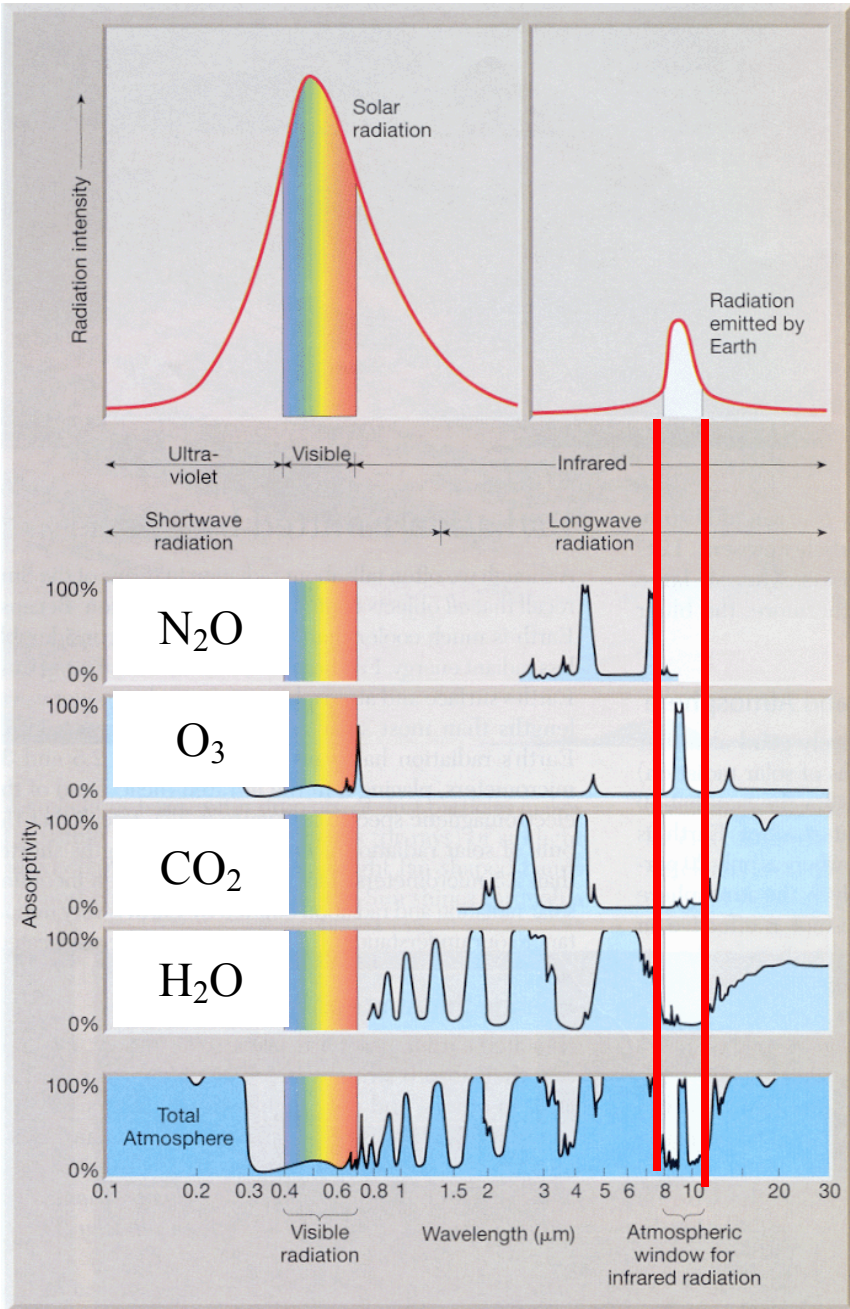 Radiation intensity
Solar
radiation
Radiation
emitted by
Earth
Ultra-
violet
Visible
Infrared
Shortwave
radiation
Longwave
radiation
Absorptivity
100%
N₂O
0%
100%
O₃
0%
100%
CO₂
0%
100%
H₂O
0%
100%
Total
Atmosphere
0%
0.1 0.2 0.3 0.4 0.6 0.8 1 1.5 2 3 4 5 6 8 10 20 30
Visible
radiation
Wavelength (μm)
Atmospheric
window for
infrared radiation